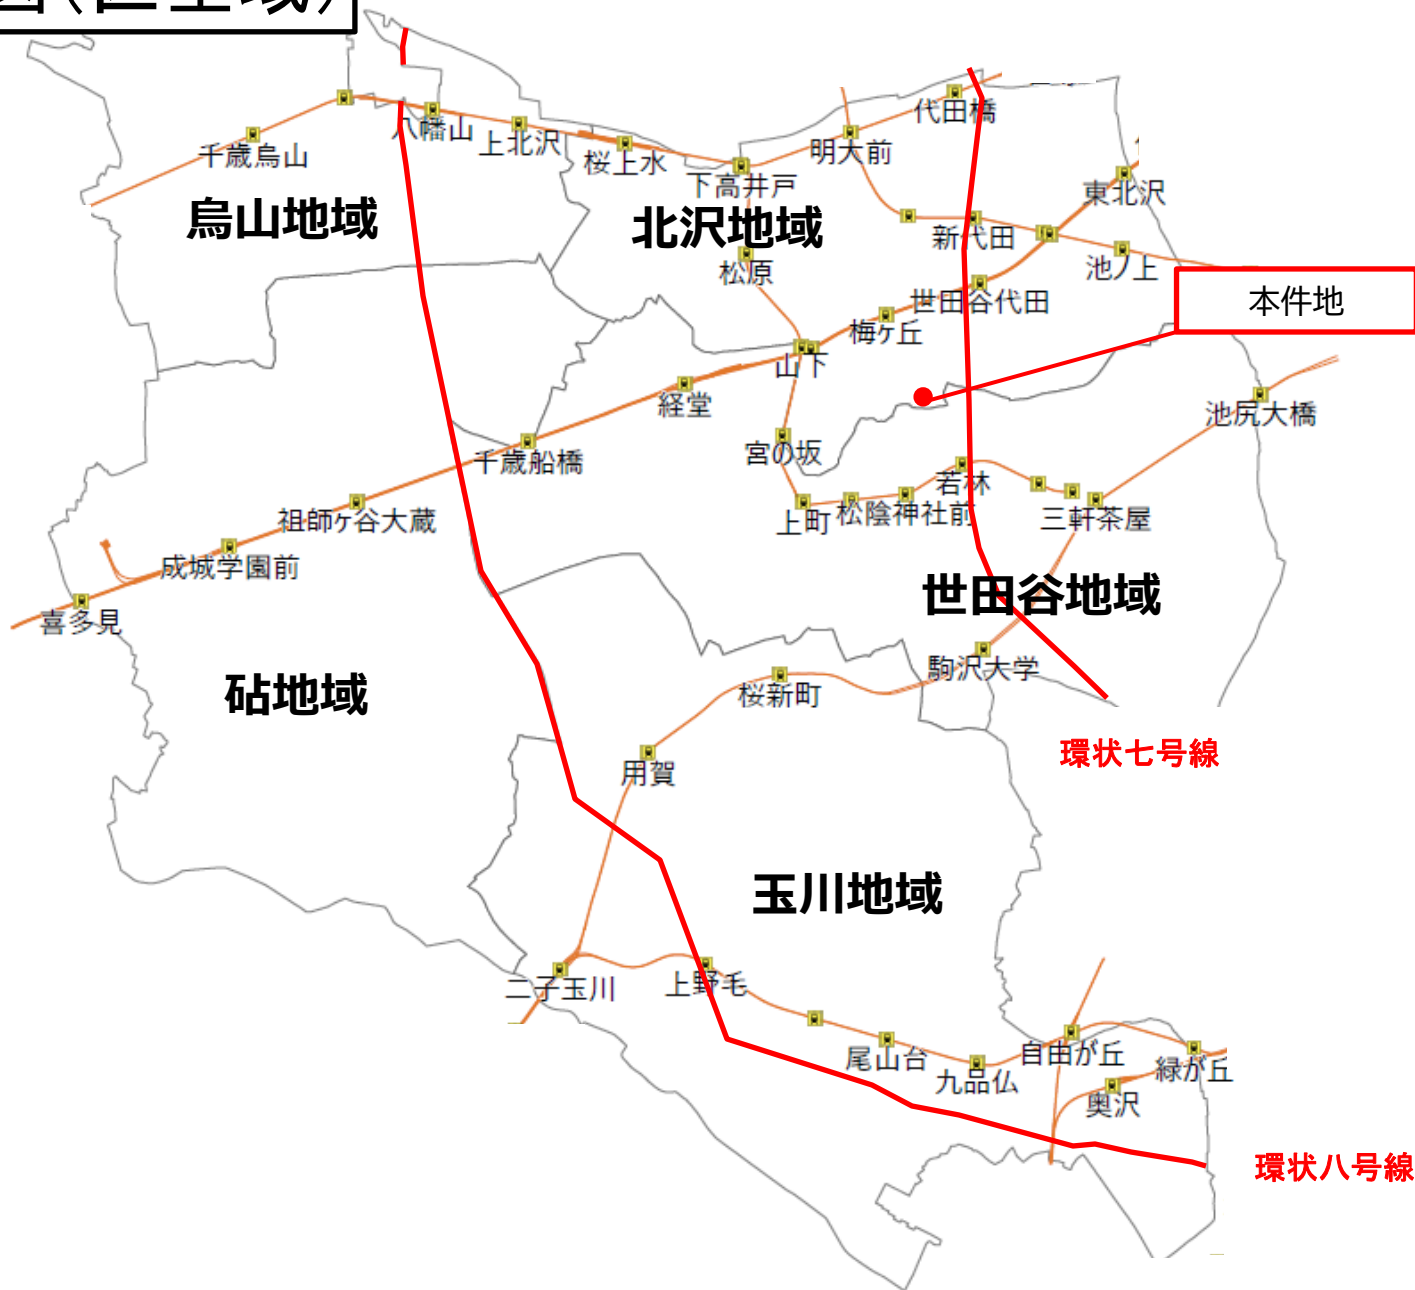 図(区全域)
代田橋
八幡山
上北沢
千歳烏山
桜上水
明大前
下高井戸
東北沢
烏山地域
北沢地域
新代田
松原
池ノ上
世田谷代田
本件地
梅ヶ丘
山下
経堂
池尻大橋
宮の坂
千歳船橋
若林
上町
松陰神社前
三軒茶屋
祖師ヶ谷大蔵
成城学園前
世田谷地域
喜多見
駒沢大学
砧地域
桜新町
環状七号線
用賀
玉川地域
二子玉川
上野毛
尾山台
自由が丘
緑が丘
九品仏
奥沢
環状八号線